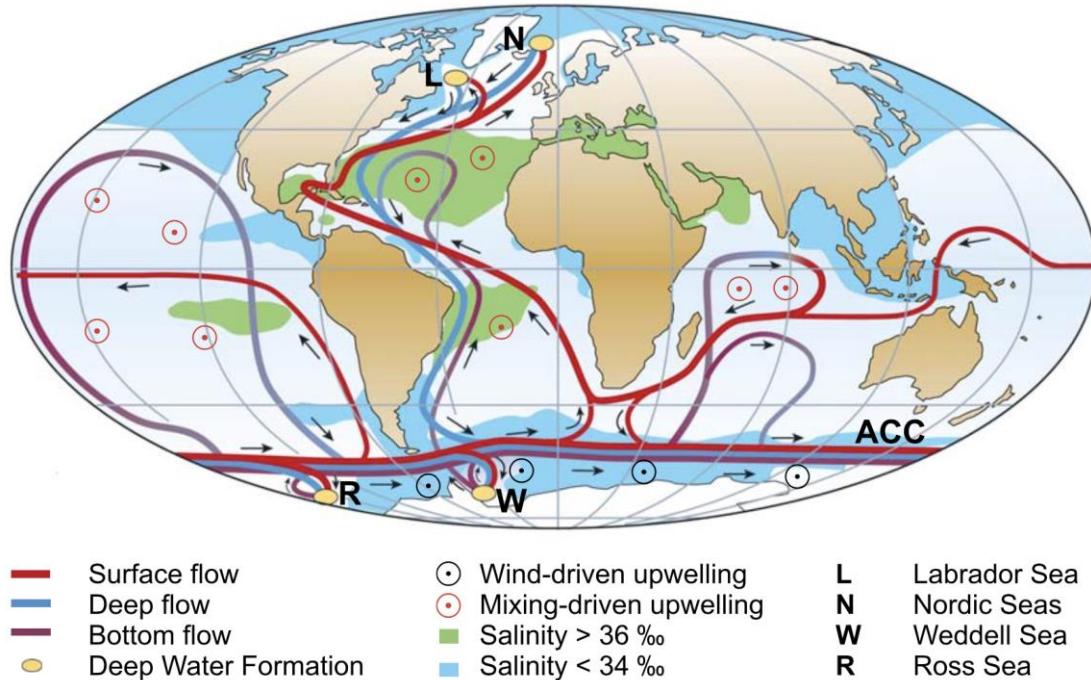 N
L
ACC
R
W
Surface flow
Deep flow
Bottom flow
Deep Water Formation
Wind-driven upwelling
Mixing-driven upwelling
Salinity > 36 ‰
Salinity < 34 ‰
L Labrador Sea
N Nordic Seas
W Weddell Sea
R Ross Sea